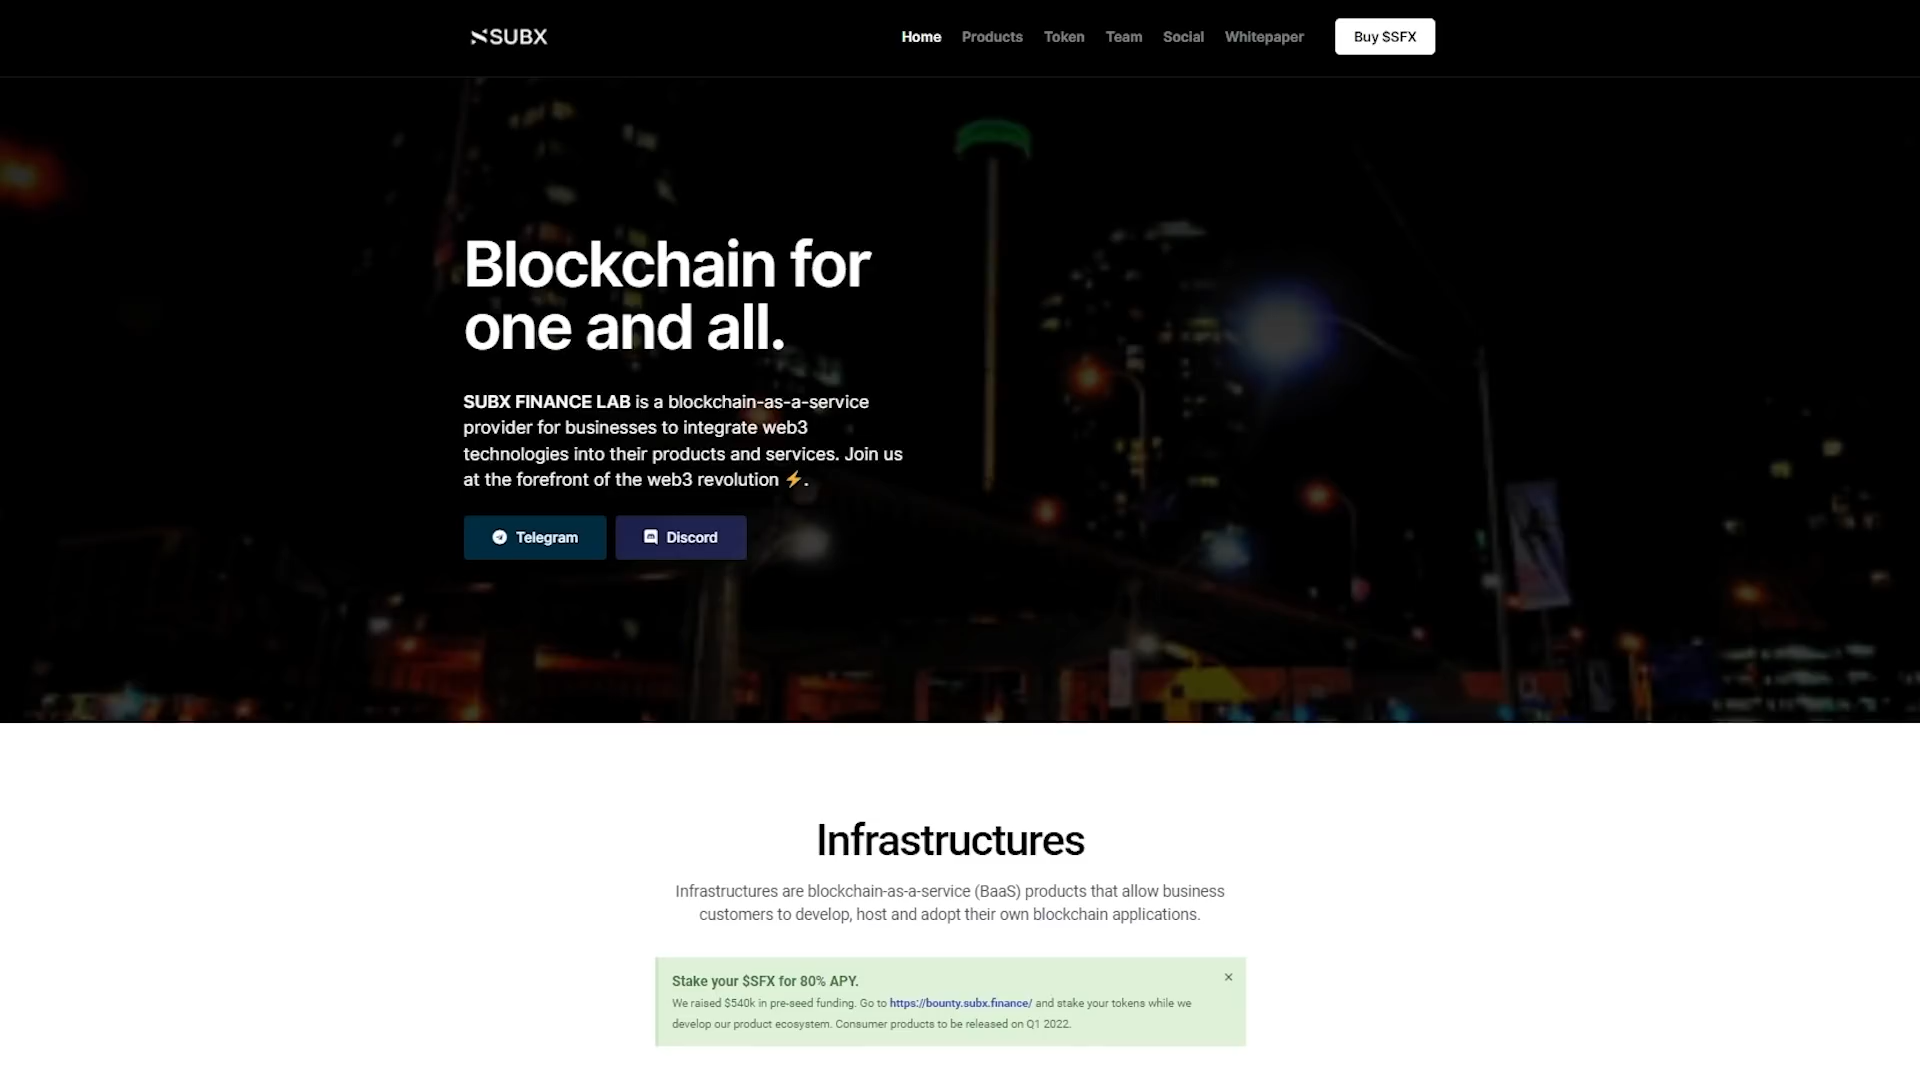 SUBX
Home Products Token Team Social Whitepaper Buy $SFX
Blockchain for
one and all.
SUBX FINANCE LAB is a blockchain-as-a-service
provider for businesses to integrate web3
technologies into their products and services. Join us
at the forefront of the web3 revolution ⚡.
Telegram Discord
Infrastructures
Infrastructures are blockchain-as-a-service (BaaS) products that allow business
customers to develop, host and adopt their own blockchain applications.
Stake your $SFX for 80% APY. ×
We raised $540k in pre-seed funding. Go to https://bounty.subx.finance/ and stake your tokens while we
develop our product ecosystem. Consumer products to be released on Q1 2022.